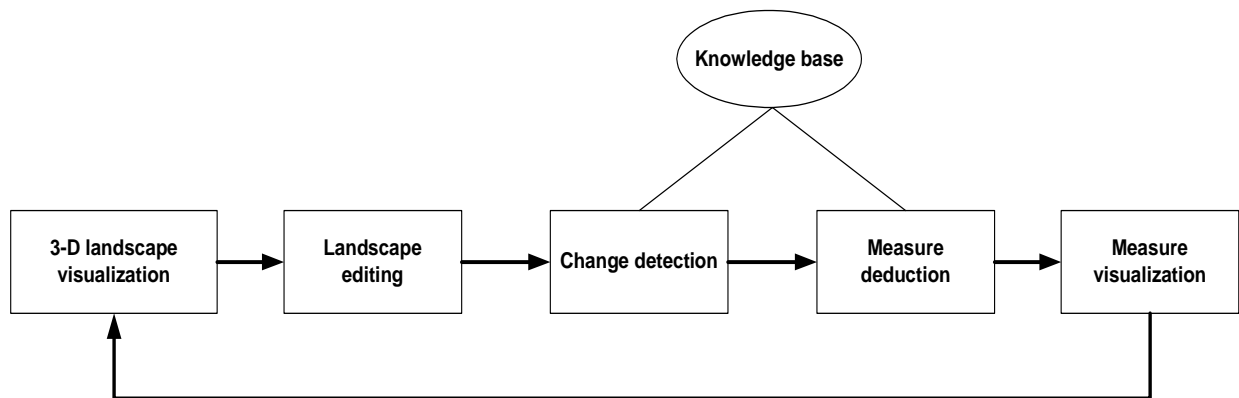 Knowledge base
3-D landscape
visualization
Landscape
editing
Change detection
Measure
deduction
Measure
visualization